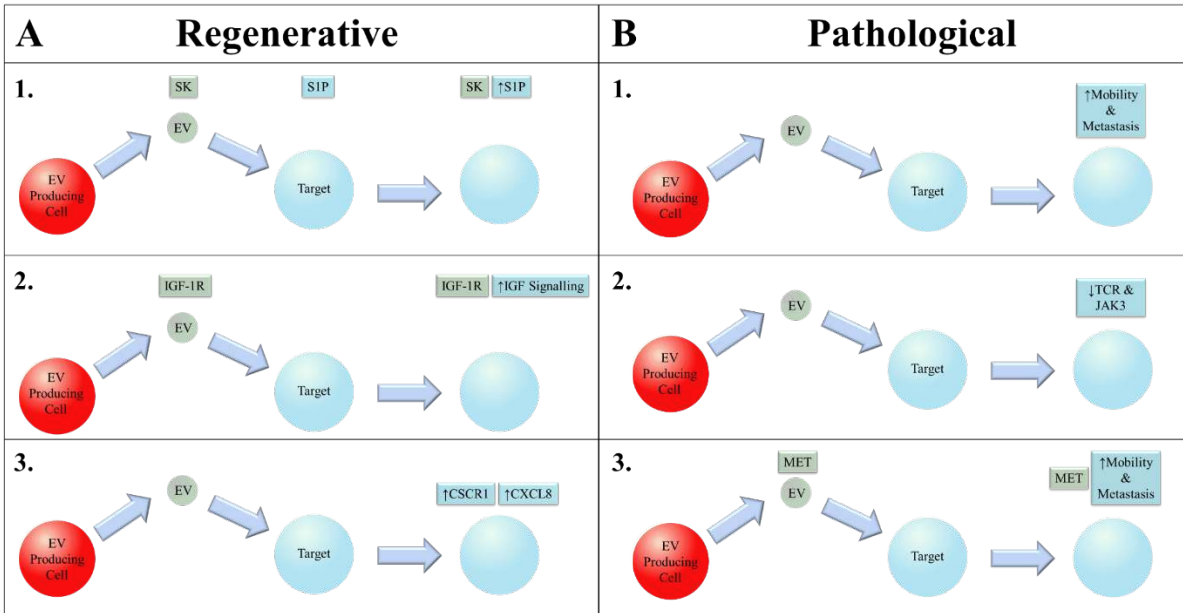 A Regenerative
B Pathological
1.
SK
S1P
SK ↑S1P
EV
EV
Producing
Cell
Target
1.
↑Mobility
&
Metastasis
EV
EV
Producing
Cell
Target
2.
IGF-1R
IGF-1R ↑IGF Signalling
EV
EV
Producing
Cell
Target
2.
↓TCR &
JAK3
EV
EV
Producing
Cell
Target
3.
↑CSCR1 ↑CXCL8
EV
EV
Producing
Cell
Target
3.
MET
MET
↑Mobility
&
Metastasis
EV
EV
Producing
Cell
Target